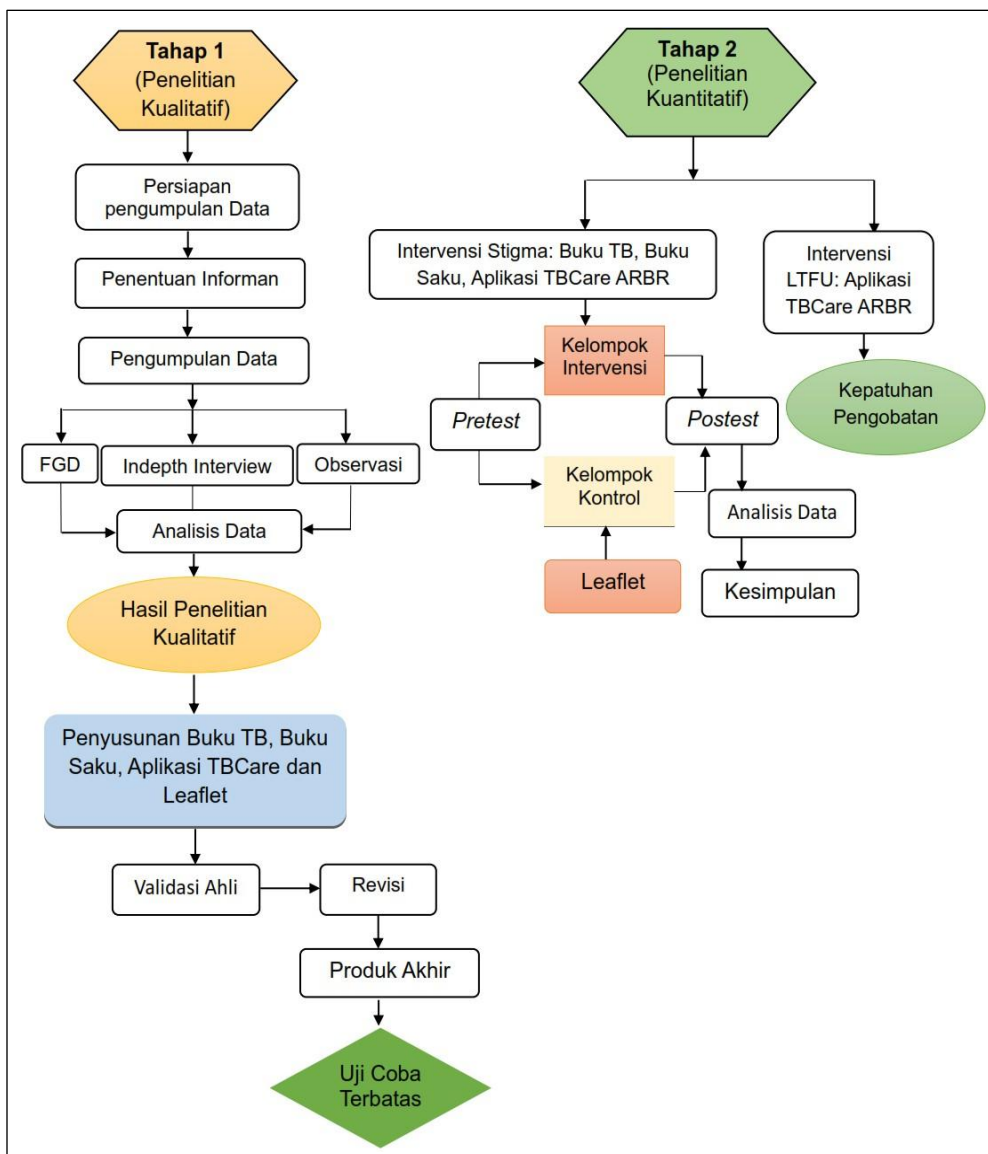 Tahap 1
(Penelitian
Kualitatif)
Persiapan
pengumpulan Data
Penentuan Informan
Pengumpulan Data
FGD
Indepth Interview
Observasi
Analisis Data
Hasil Penelitian
Kualitatif
Penyusunan Buku TB, Buku
Saku, Aplikasi TBCare dan
Leaflet
Validasi Ahli
Revisi
Produk Akhir
Uji Coba
Terbatas
Tahap 2
(Penelitian
Kuantitatif)
Intervensi Stigma: Buku TB, Buku
Saku, Aplikasi TBCare ARBR
Intervensi
LTFU: Aplikasi
TBCare ARBR
Kelompok
Intervensi
Kepatuhan
Pengobatan
Pretest
Postest
Kelompok
Kontrol
Analisis Data
Leaflet
Kesimpulan